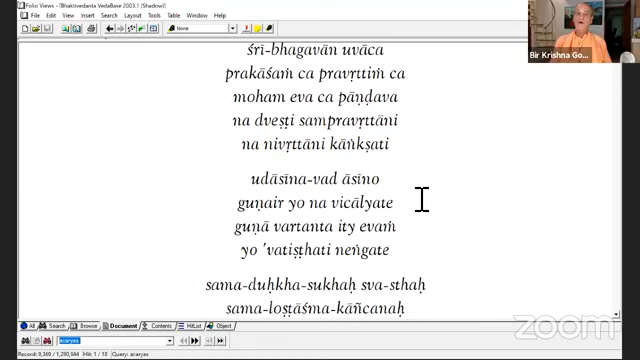 Folio Views - [Bhaktivedanta VedaBase 2003.1 (Shadow)]
File Edit View Search Layout Insert Tools Window Help
None
śrī-bhagavān uvāca
prakāśaṁ ca pravṛttiṁ ca
moham eva ca pāṇḍava
na dveṣṭi sampravṛttāni
na nivṛttāni kāṅkṣati
udāsīna-vad āsīno
guṇair yo na vicālyate
guṇā vartanta ity evaṁ
yo 'vatiṣṭhati neṅgate
sama-duḥkha-sukhaḥ sva-sthaḥ
sama-loṣṭāśma-kāñcanaḥ
Bir Krishna Go...
All Search Browse Document Contents HitList Object
acaryas
Record: 9,369 / 1,290,944 Hit: 1 / 18 Query: acaryas
zoom